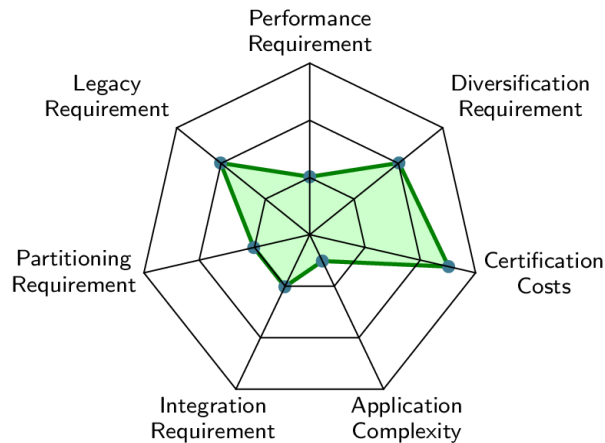 Performance
Requirement
Legacy
Requirement
Diversification
Requirement
Partitioning
Requirement
Certification
Costs
Integration
Requirement
Application
Complexity